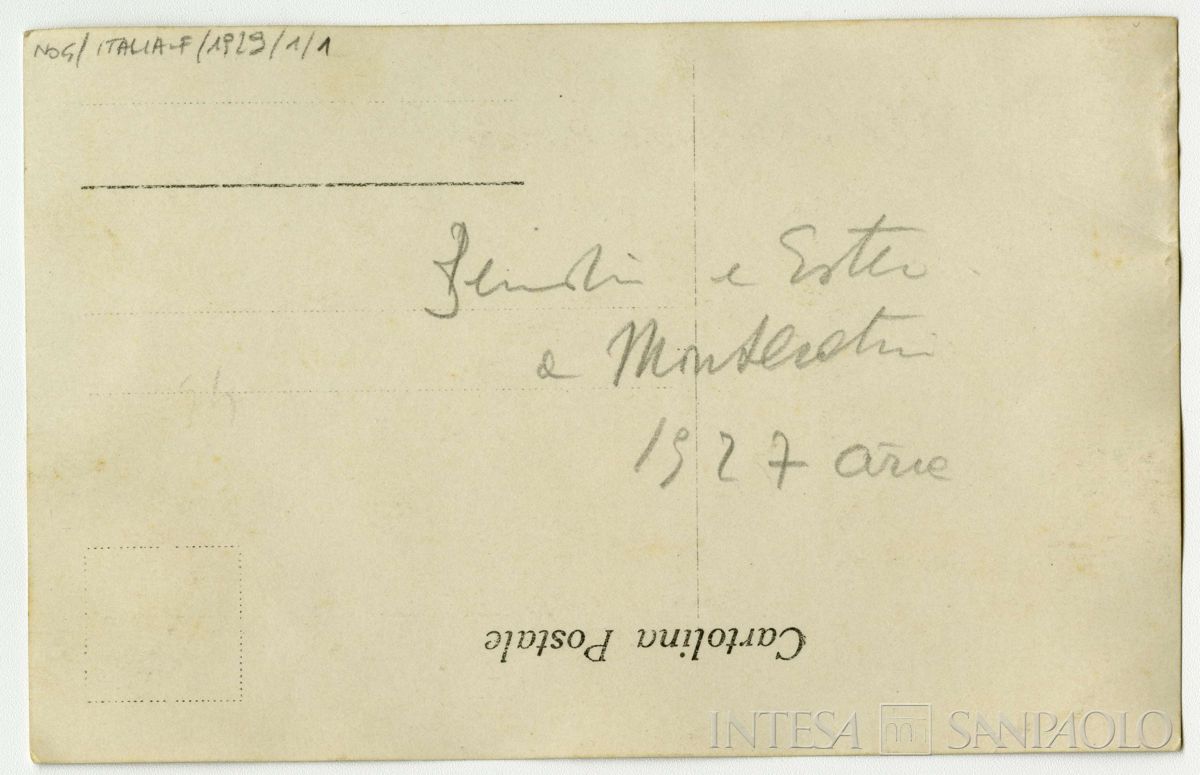 NOG/ITALIA-F/1929/1/1
e Ester
a Montecatini
1927
Cartolina Postale
INTESA SANPAOLO